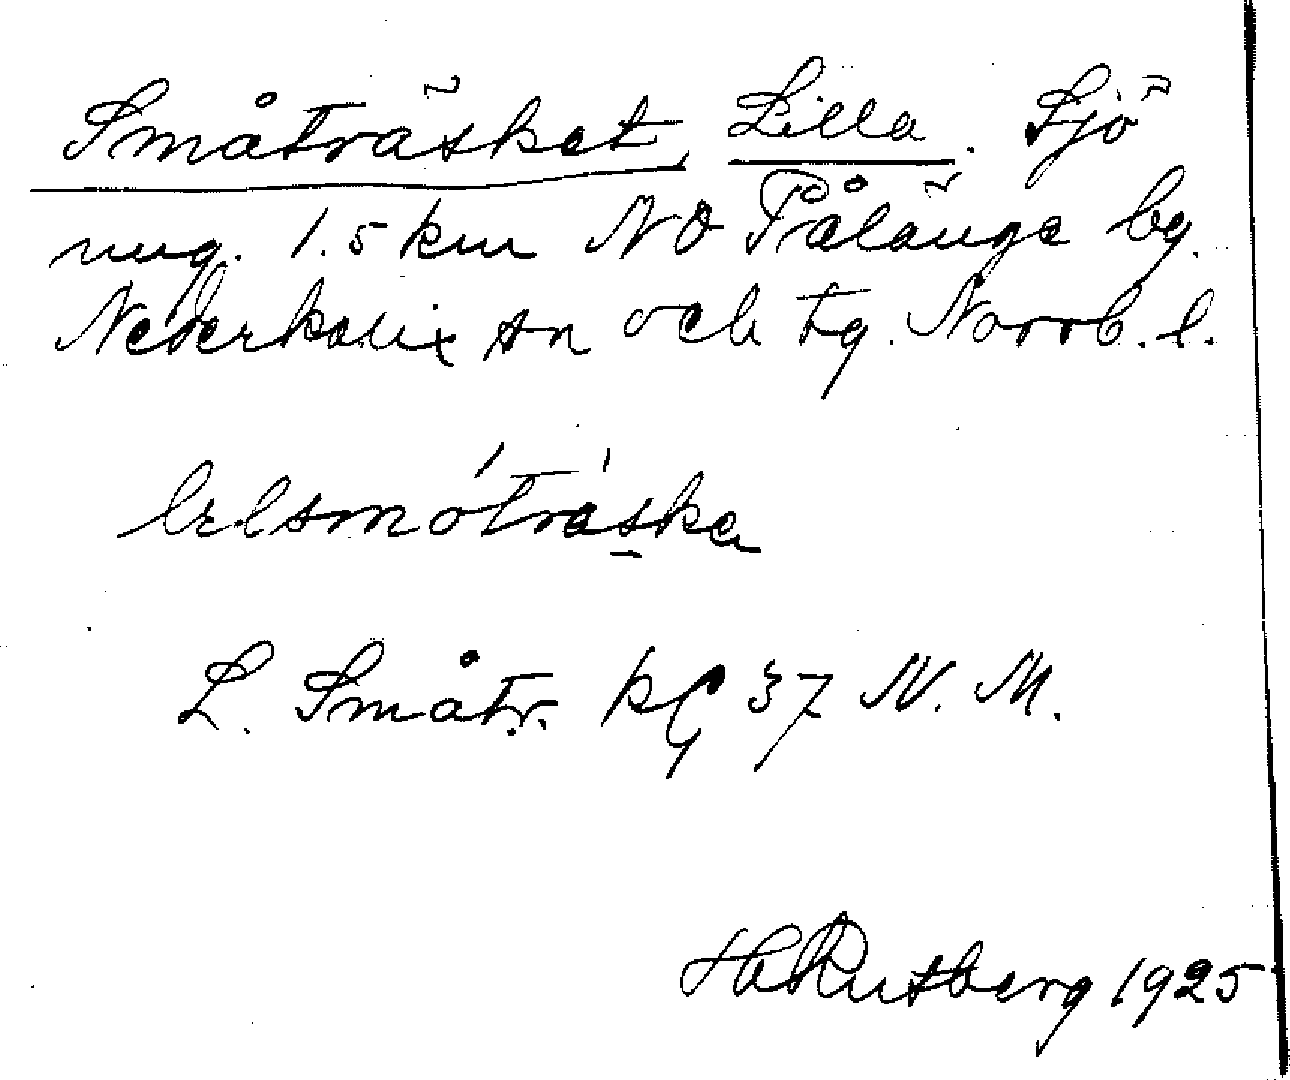 Småträsket, Lilla. Sjö
ung. 1.5 km NO Pålänge by.
Nederkalix sn och tg. Norrb. l.
L. Småtr. kG 37 N. M.
Hulda Rutberg 1925